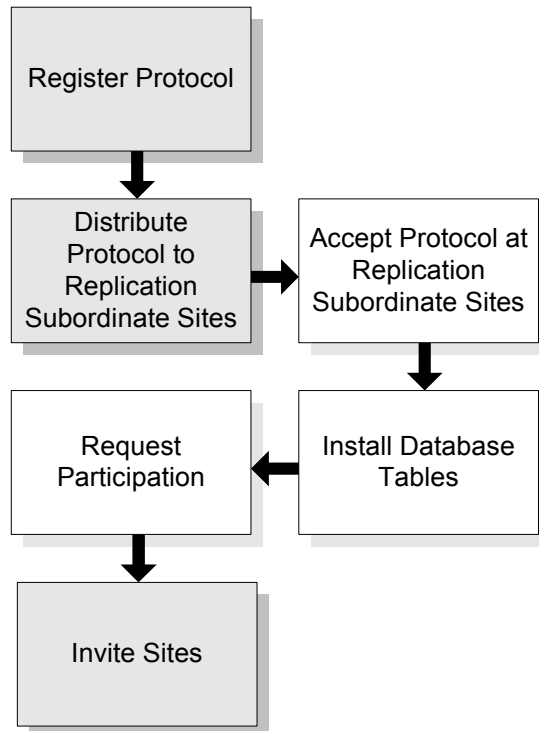 Register Protocol
Distribute
Protocol to
Replication
Subordinate Sites
Accept Protocol at
Replication
Subordinate Sites
Install Database
Tables
Request
Participation
Invite Sites